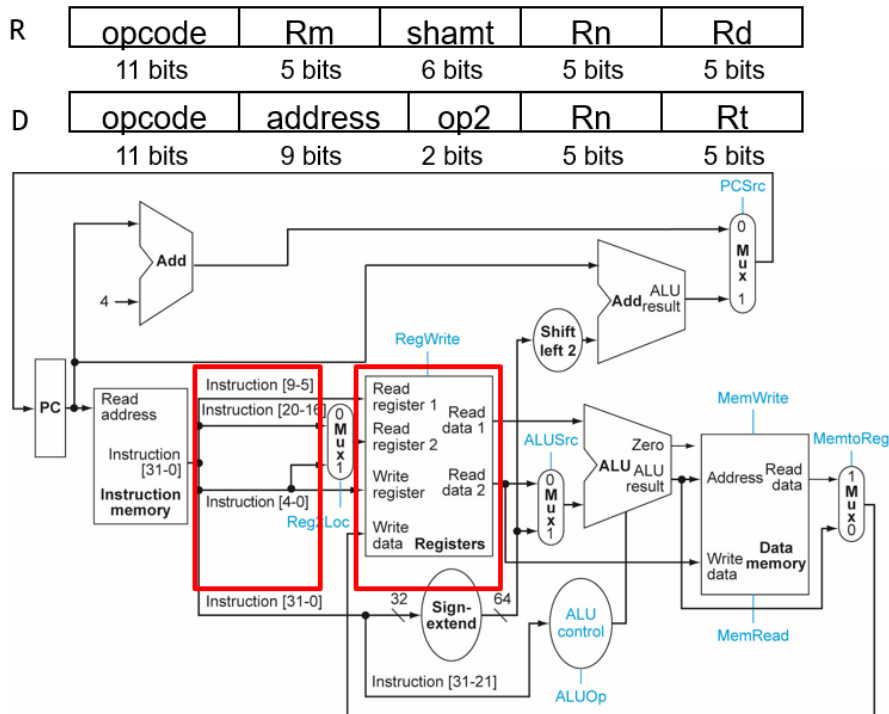 R opcode Rm shamt Rn Rd
11 bits 5 bits 6 bits 5 bits 5 bits
D opcode address op2 Rn Rt
11 bits 9 bits 2 bits 5 bits 5 bits
PCSrc
0
Mux
1
Add
4
Add ALU result
Shift left 2
RegWrite
PC
Read address
Instruction [31-0]
Instruction memory
Instruction [9-5]
Instruction [20-16]
Instruction [4-0]
Instruction [31-0]
0
Mux
1
Reg2Loc
Read register 1
Read register 2
Write register
Write data
Read data 1
Read data 2
Registers
ALUSrc
0
Mux
1
Zero
ALU ALU result
MemWrite
Address
Read data
Write data
Data memory
MemRead
MemtoReg
1
Mux
0
32
Sign-extend
64
ALU control
ALUOp
Instruction [31-21]